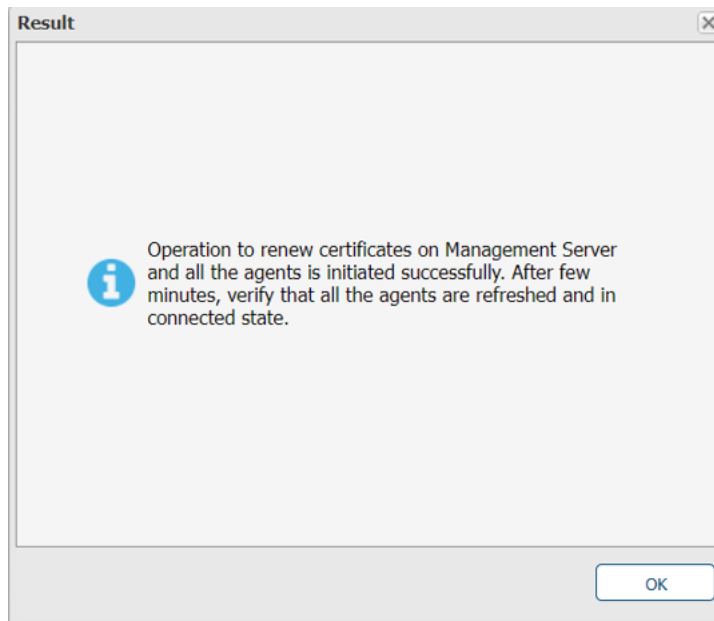 Result
Operation to renew certificates on Management Server
and all the agents is initiated successfully. After few
minutes, verify that all the agents are refreshed and in
connected state.
OK